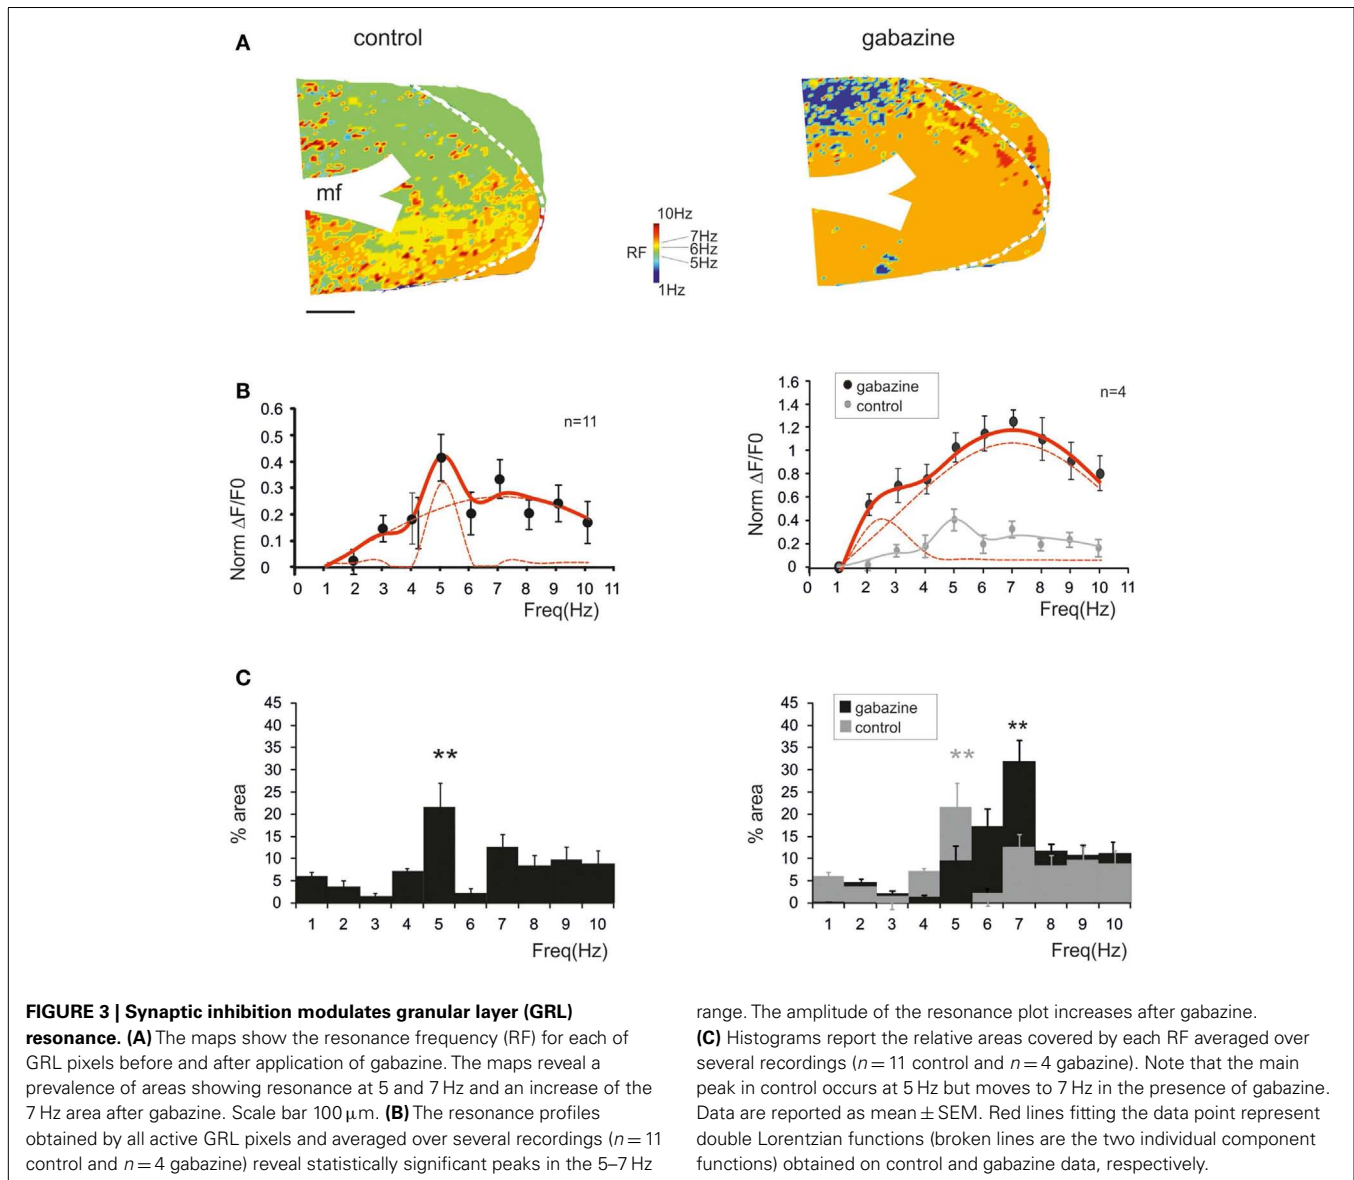 A
control
gabazine
mf
10Hz
7Hz
RF
6Hz
5Hz
1Hz
B
0.6
0.5
0.4
0.3
0.2
0.1
0
Norm ΔF/F0
n=11
0 1 2 3 4 5 6 7 8 9 10 11
Freq(Hz)
1.6
1.4
1.2
1
0.8
0.6
0.4
0.2
0
Norm ΔF/F0
gabazine
control
n=4
0 1 2 3 4 5 6 7 8 9 10 11
Freq(Hz)
C
45
40
35
30
25
20
15
10
5
0
% area
**
1 2 3 4 5 6 7 8 9 10
Freq(Hz)
45
40
35
30
25
20
15
10
5
0
% area
gabazine
control
**
**
1 2 3 4 5 6 7 8 9 10
Freq(Hz)
FIGURE 3 | Synaptic inhibition modulates granular layer (GRL)
resonance. (A) The maps show the resonance frequency (RF) for each of
GRL pixels before and after application of gabazine. The maps reveal a
prevalence of areas showing resonance at 5 and 7 Hz and an increase of the
7 Hz area after gabazine. Scale bar 100 μm. (B) The resonance profiles
obtained by all active GRL pixels and averaged over several recordings (n = 11
control and n = 4 gabazine) reveal statistically significant peaks in the 5–7 Hz
range. The amplitude of the resonance plot increases after gabazine.
(C) Histograms report the relative areas covered by each RF averaged over
several recordings (n = 11 control and n = 4 gabazine). Note that the main
peak in control occurs at 5 Hz but moves to 7 Hz in the presence of gabazine.
Data are reported as mean ± SEM. Red lines fitting the data point represent
double Lorentzian functions (broken lines are the two individual component
functions) obtained on control and gabazine data, respectively.